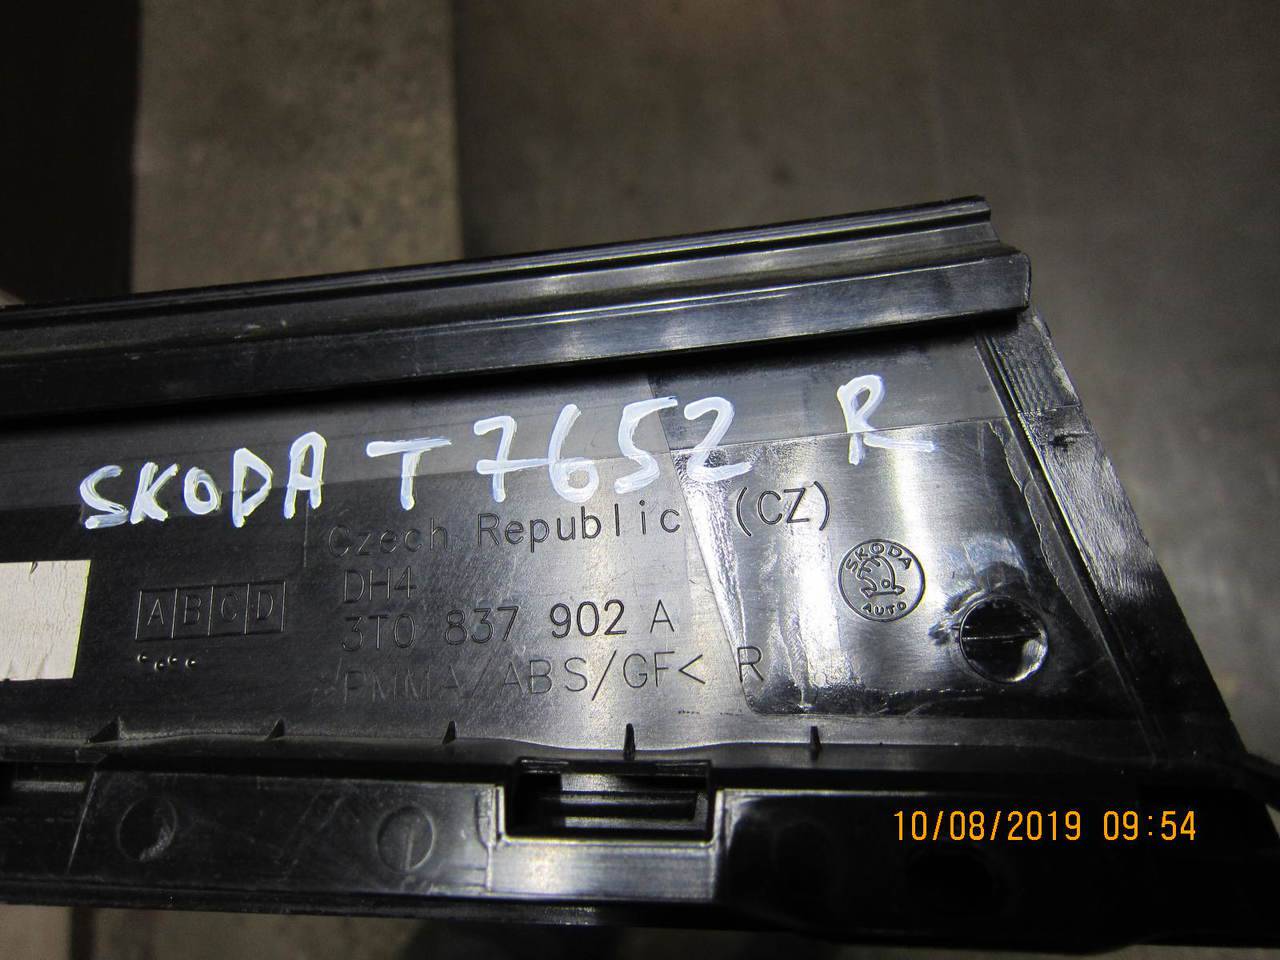 SKODA T7652 R
Czech Republic (CZ)
DH4
3T0 837 902 A
PMMA/ABS/GF< R
A B C D
SKODA
AUTO
10/08/2019 09:54